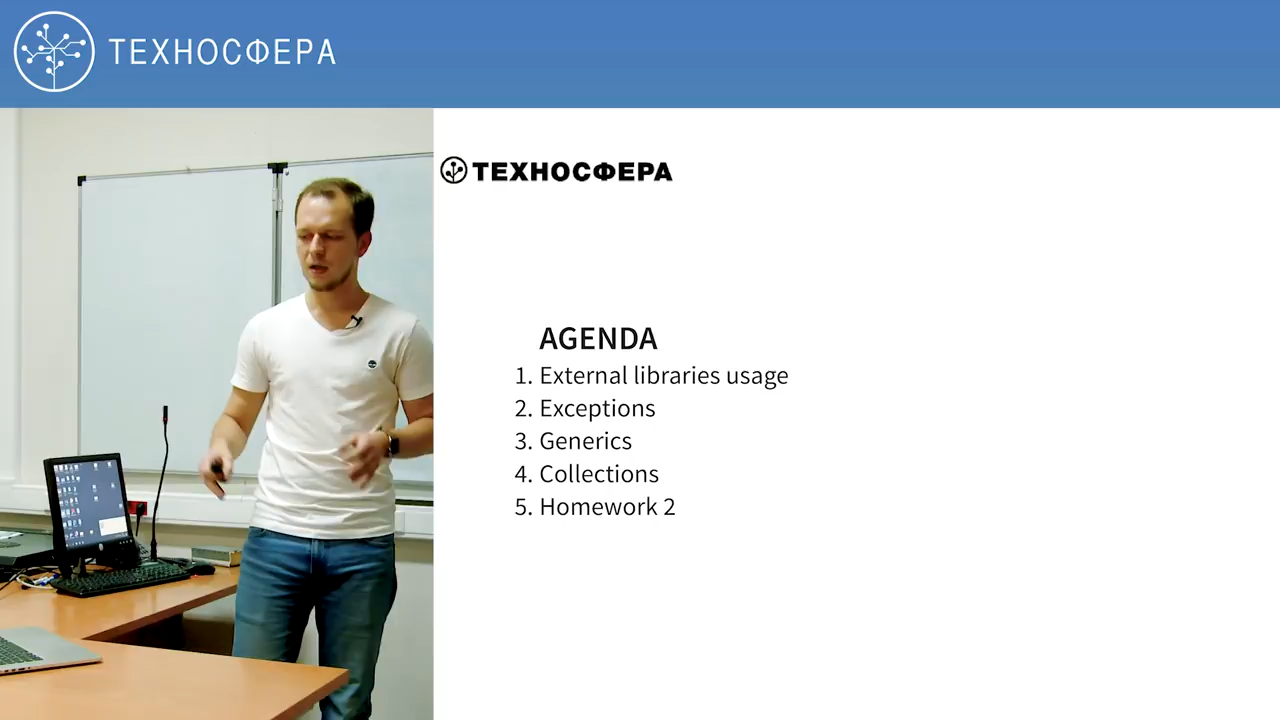 ТЕХНОСФЕРА
ТЕХНОСФЕРА
AGENDA
1. External libraries usage
2. Exceptions
3. Generics
4. Collections
5. Homework 2